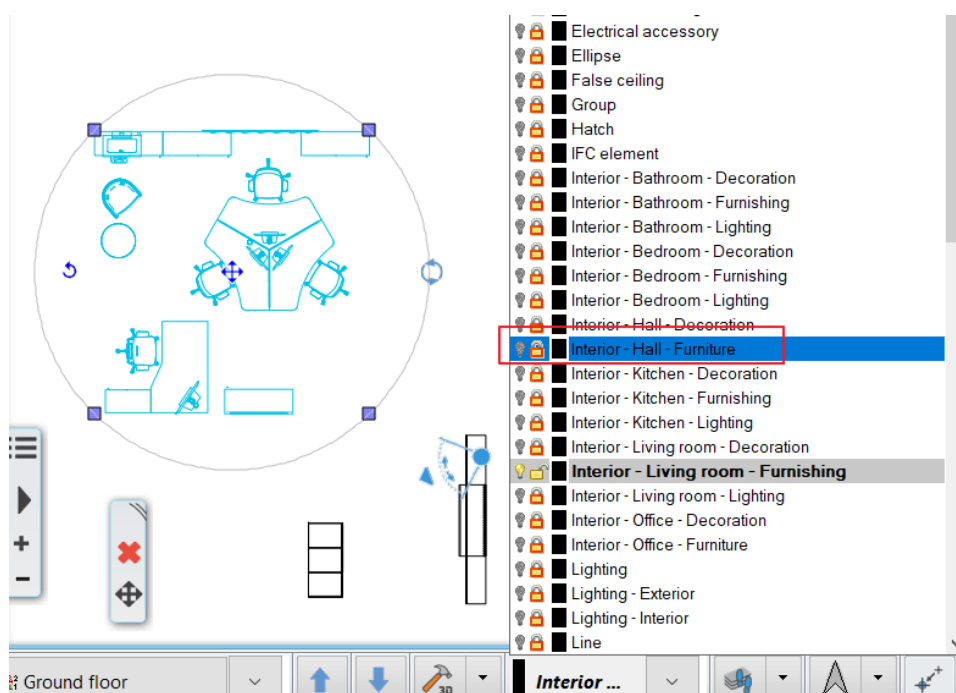 Electrical accessory
Ellipse
False ceiling
Group
Hatch
IFC element
Interior - Bathroom - Decoration
Interior - Bathroom - Furnishing
Interior - Bathroom - Lighting
Interior - Bedroom - Decoration
Interior - Bedroom - Furnishing
Interior - Bedroom - Lighting
Interior - Hall - Decoration
Interior - Hall - Furniture
Interior - Kitchen - Decoration
Interior - Kitchen - Furnishing
Interior - Kitchen - Lighting
Interior - Living room - Decoration
Interior - Living room - Furnishing
Interior - Living room - Lighting
Interior - Office - Decoration
Interior - Office - Furniture
Lighting
Lighting - Exterior
Lighting - Interior
Line
Ground floor
3D
Interior ...